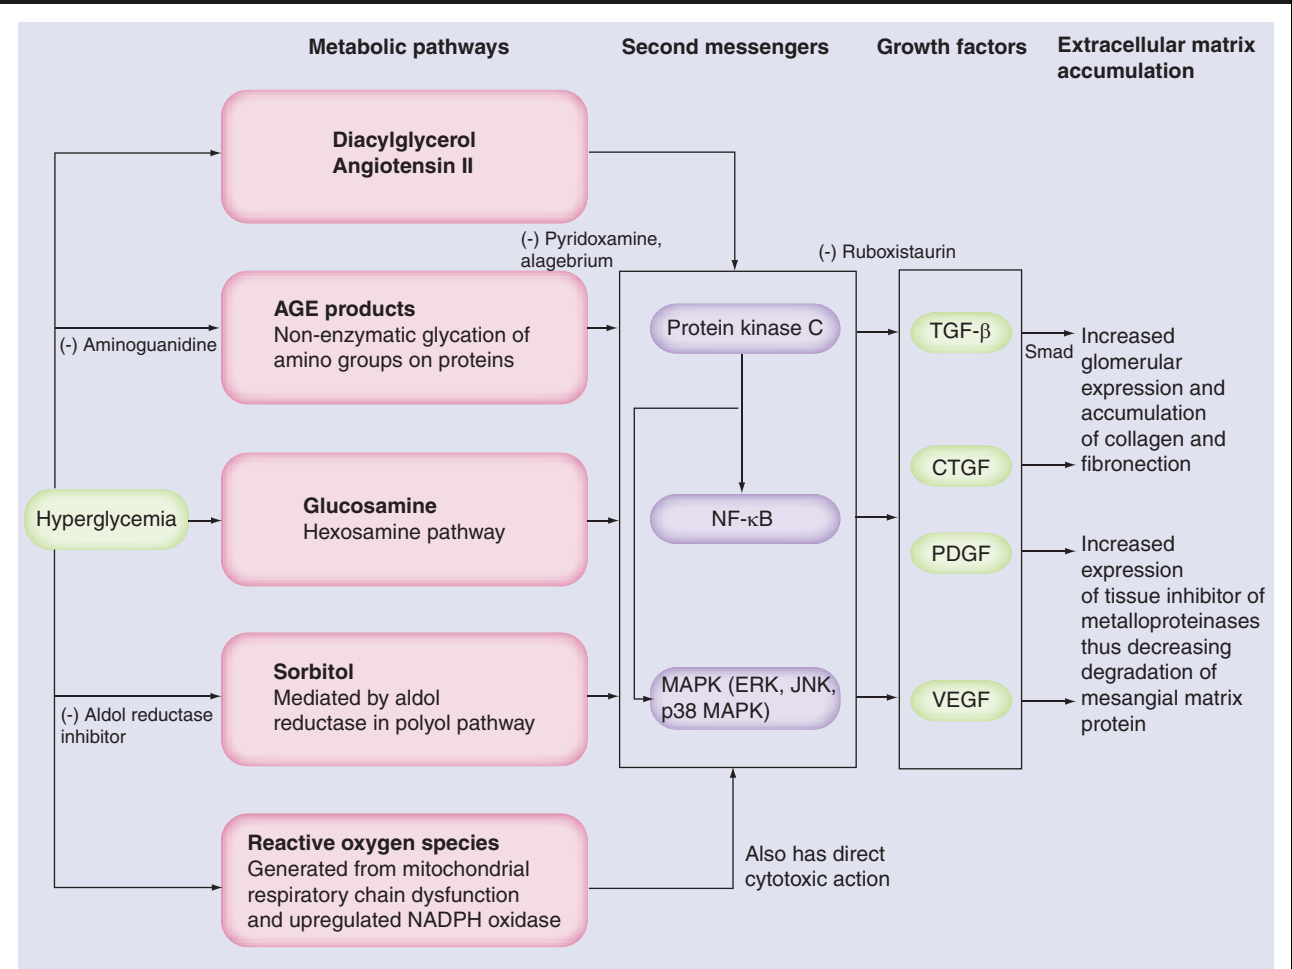 Metabolic pathways
Second messengers
Growth factors
Extracellular matrix
accumulation
Diacylglycerol
Angiotensin II
(-) Pyridoxamine,
alagebrium
(-) Ruboxistaurin
AGE products
Non-enzymatic glycation of
amino groups on proteins
(-) Aminoguanidine
Protein kinase C
TGF-β
Smad
Increased
glomerular
expression and
accumulation
of collagen and
fibronection
CTGF
Hyperglycemia
Glucosamine
Hexosamine pathway
NF-κB
PDGF
Increased
expression
of tissue inhibitor of
metalloproteinases
thus decreasing
degradation of
mesangial matrix
protein
Sorbitol
Mediated by aldol
reductase in polyol pathway
(-) Aldol reductase
inhibitor
MAPK (ERK, JNK,
p38 MAPK)
VEGF
Reactive oxygen species
Generated from mitochondrial
respiratory chain dysfunction
and upregulated NADPH oxidase
Also has direct
cytotoxic action